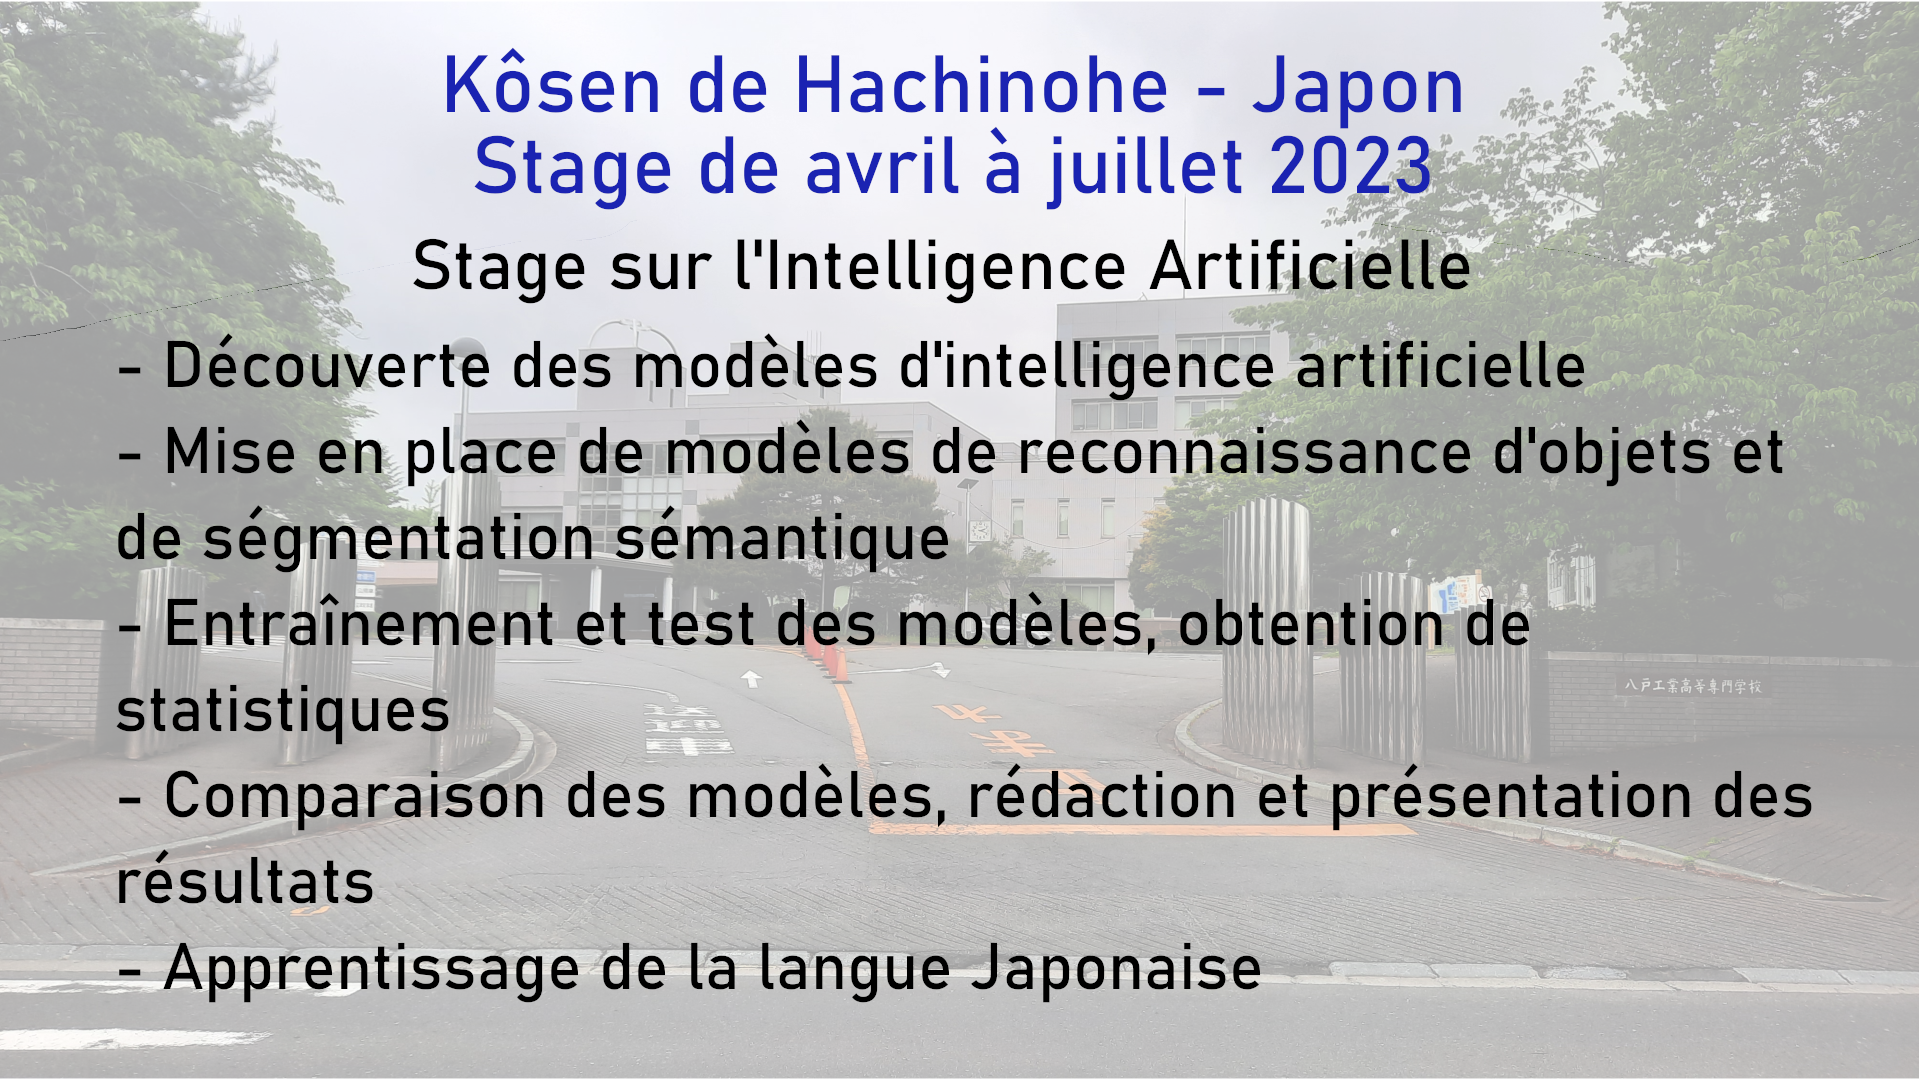 Kôsen de Hachinohe - Japon
Stage de avril à juillet 2023
Stage sur l'Intelligence Artificielle
- Découverte des modèles d'intelligence artificielle
- Mise en place de modèles de reconnaissance d'objets et
de ségmentation sémantique
- Entraînement et test des modèles, obtention de
statistiques
- Comparaison des modèles, rédaction et présentation des
résultats
- Apprentissage de la langue Japonaise
八戸工業高等専門学校